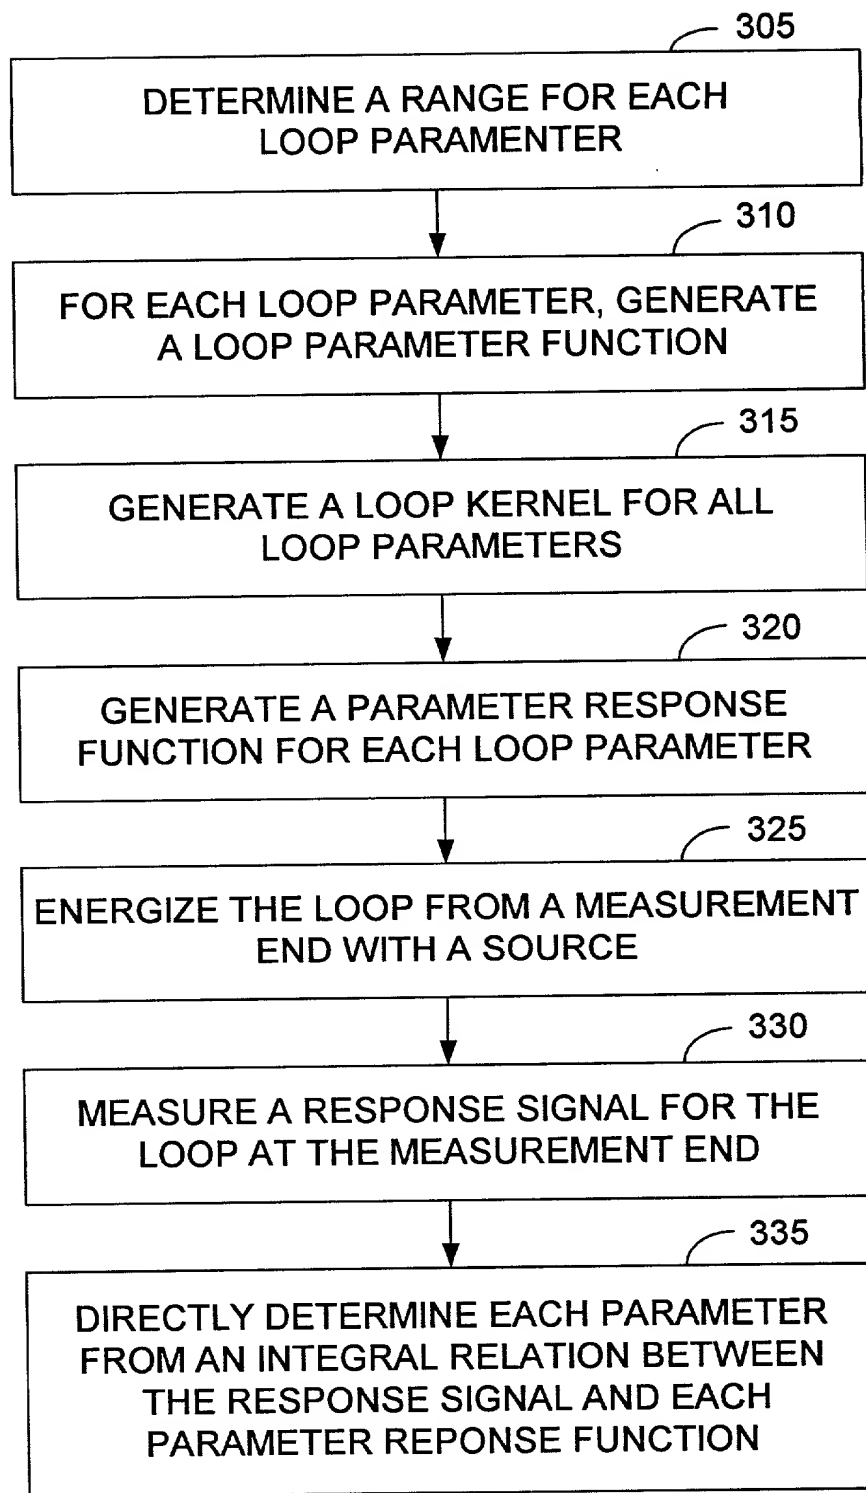 305
DETERMINE A RANGE FOR EACH
LOOP PARAMENTER
310
FOR EACH LOOP PARAMETER, GENERATE
A LOOP PARAMETER FUNCTION
315
GENERATE A LOOP KERNEL FOR ALL
LOOP PARAMETERS
320
GENERATE A PARAMETER RESPONSE
FUNCTION FOR EACH LOOP PARAMETER
325
ENERGIZE THE LOOP FROM A MEASUREMENT
END WITH A SOURCE
330
MEASURE A RESPONSE SIGNAL FOR THE
LOOP AT THE MEASUREMENT END
335
DIRECTLY DETERMINE EACH PARAMETER
FROM AN INTEGRAL RELATION BETWEEN
THE RESPONSE SIGNAL AND EACH
PARAMETER REPONSE FUNCTION